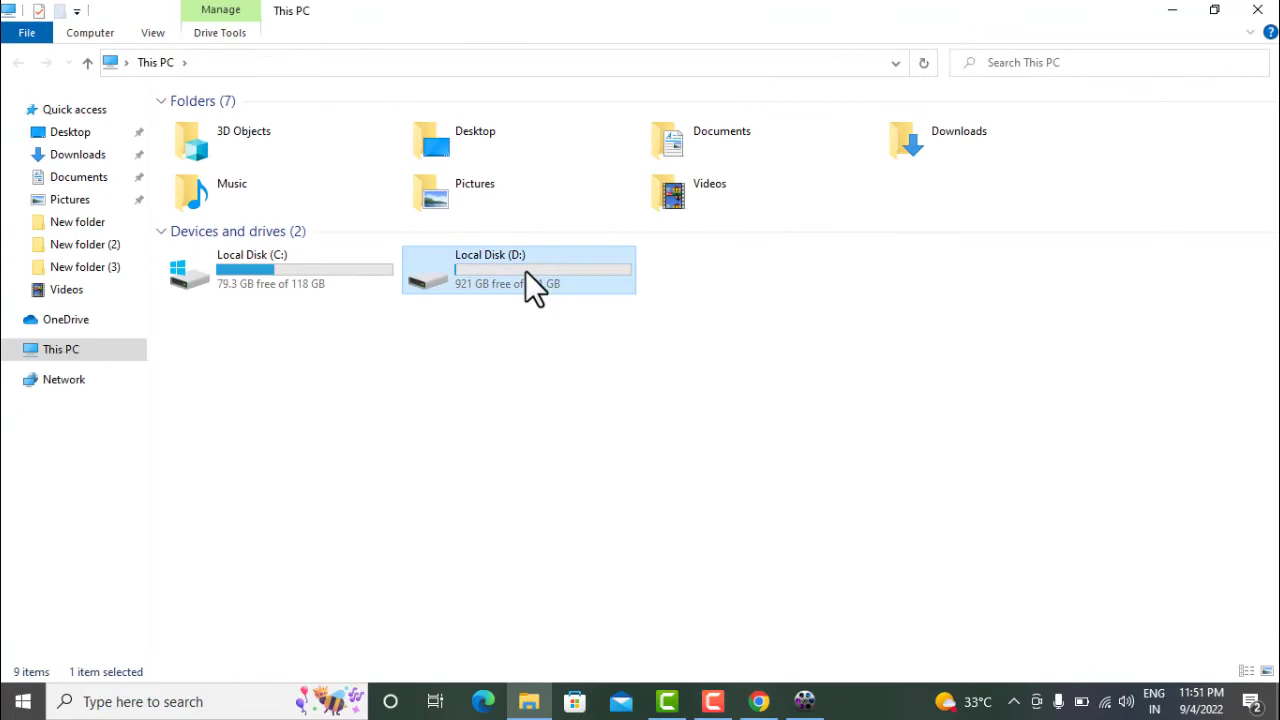 Manage
This PC
File
Computer
View
Drive Tools
This PC
Search This PC
Quick access
Desktop
Downloads
Documents
Pictures
New folder
New folder (2)
New folder (3)
Videos
OneDrive
This PC
Network
Folders (7)
3D Objects
Desktop
Documents
Downloads
Music
Pictures
Videos
Devices and drives (2)
Local Disk (C:)
79.3 GB free of 118 GB
Local Disk (D:)
921 GB free of GB
9 items
1 item selected
Type here to search
33°C
ENG
IN
11:51 PM
9/4/2022
2